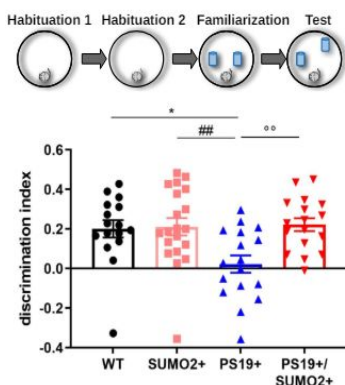 Habituation 1 Habituation 2 Familiarization Test
*
## °°
discrimination index
0.6
0.4
0.2
0.0
-0.2
-0.4
WT SUMO2+ PS19+ PS19+/
SUMO2+